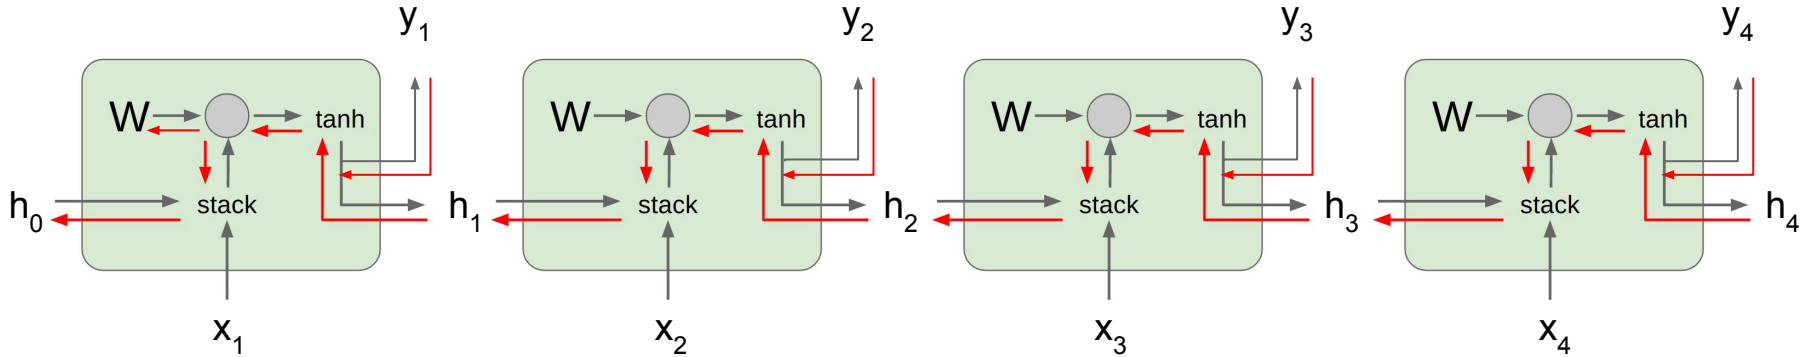 y1 y2 y3 y4
W tanh W tanh W tanh W tanh
h0 stack h1 stack h2 stack h3 stack h4
x1 x2 x3 x4